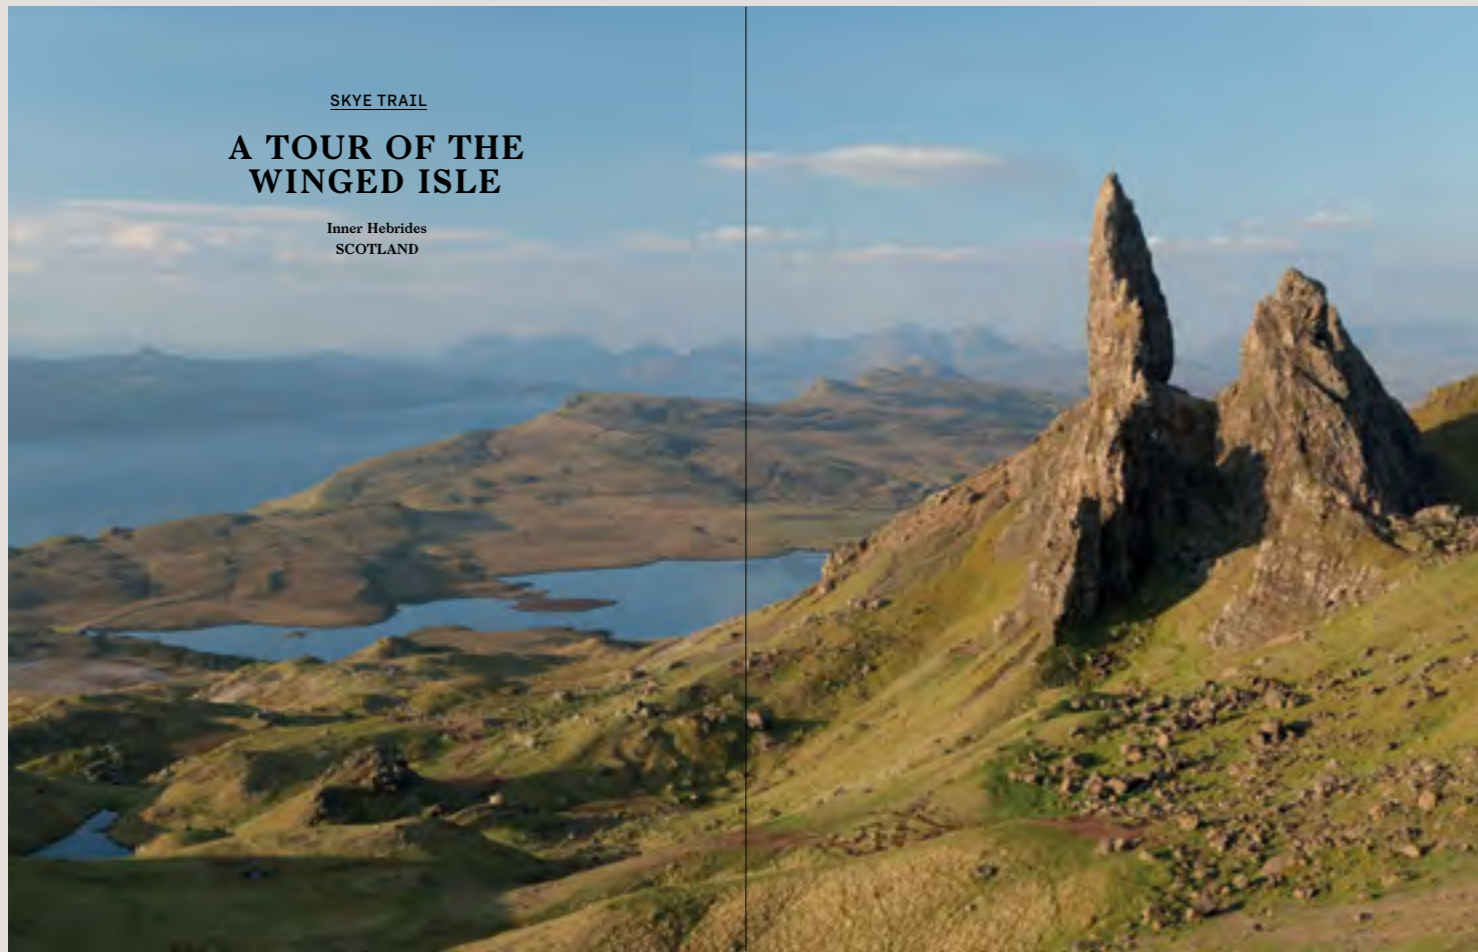 SKYE TRAIL
A TOUR OF THE
WINGED ISLE
Inner Hebrides
SCOTLAND